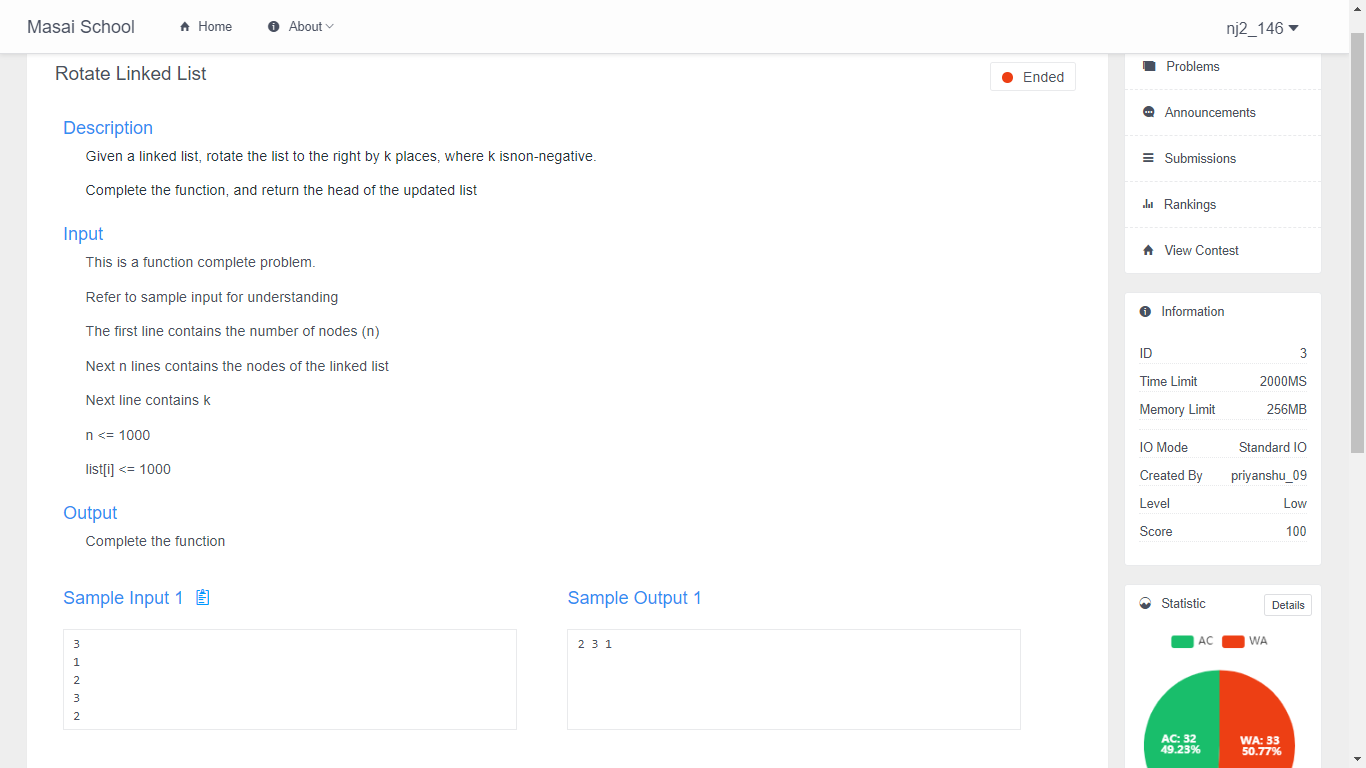 Masai School
Home
About
nj2_146
Rotate Linked List
Ended
Description
Given a linked list, rotate the list to the right by k places, where k isnon-negative.
Complete the function, and return the head of the updated list
Input
This is a function complete problem.
Refer to sample input for understanding
The first line contains the number of nodes (n)
Next n lines contains the nodes of the linked list
Next line contains k
n <= 1000
list[i] <= 1000
Output
Complete the function
Sample Input 1
3
1
2
3
2
Sample Output 1
2 3 1
Problems
Announcements
Submissions
Rankings
View Contest
Information
ID 3
Time Limit 2000MS
Memory Limit 256MB
IO Mode Standard IO
Created By priyanshu_09
Level Low
Score 100
Statistic Details
AC WA
AC: 32
49.23%
WA: 33
50.77%